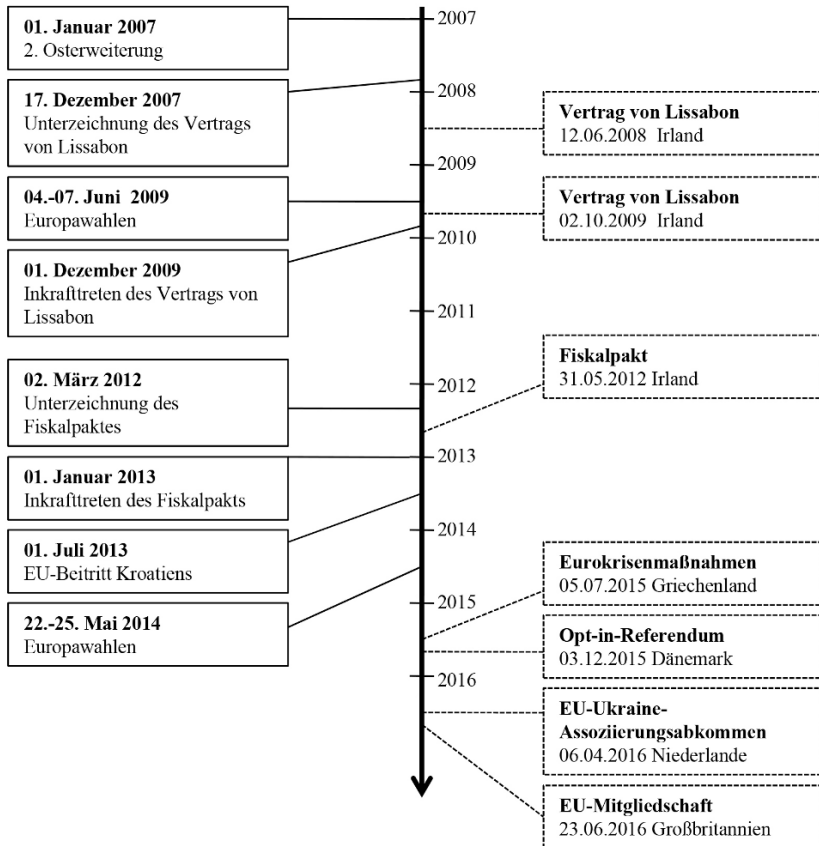 01. Januar 2007
2. Osterweiterung
17. Dezember 2007
Unterzeichnung des Vertrags
von Lissabon
04.-07. Juni 2009
Europawahlen
01. Dezember 2009
Inkrafttreten des Vertrags von
Lissabon
02. März 2012
Unterzeichnung des
Fiskalpaktes
01. Januar 2013
Inkrafttreten des Fiskalpakts
01. Juli 2013
EU-Beitritt Kroatiens
22.-25. Mai 2014
Europawahlen
2007
2008
2009
2010
2011
2012
2013
2014
2015
2016
Vertrag von Lissabon
12.06.2008 Irland
Vertrag von Lissabon
02.10.2009 Irland
Fiskalpakt
31.05.2012 Irland
Eurokrisenmaßnahmen
05.07.2015 Griechenland
Opt-in-Referendum
03.12.2015 Dänemark
EU-Ukraine-
Assoziierungsabkommen
06.04.2016 Niederlande
EU-Mitgliedschaft
23.06.2016 Großbritannien